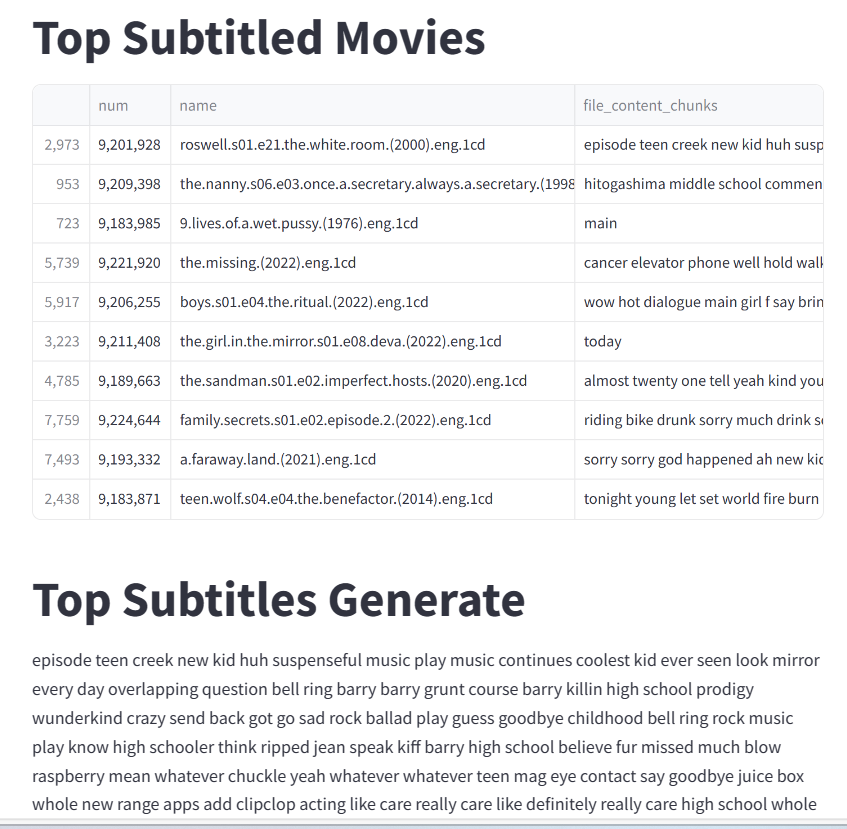 Top Subtitled Movies
num name file_content_chunks
2,973 9,201,928 roswell.s01.e21.the.white.room.(2000).eng.1cd episode teen creek new kid huh susp
953 9,209,398 the.nanny.s06.e03.once.a.secretary.always.a.secretary.(1998 hitogashima middle school commen
723 9,183,985 9.lives.of.a.wet.pussy.(1976).eng.1cd main
5,739 9,221,920 the.missing.(2022).eng.1cd cancer elevator phone well hold walk
5,917 9,206,255 boys.s01.e04.the.ritual.(2022).eng.1cd wow hot dialogue main girl f say brin
3,223 9,211,408 the.girl.in.the.mirror.s01.e08.deva.(2022).eng.1cd today
4,785 9,189,663 the.sandman.s01.e02.imperfect.hosts.(2020).eng.1cd almost twenty one tell yeah kind you
7,759 9,224,644 family.secrets.s01.e02.episode.2.(2022).eng.1cd riding bike drunk sorry much drink s
7,493 9,193,332 a.faraway.land.(2021).eng.1cd sorry sorry god happened ah new kid
2,438 9,183,871 teen.wolf.s04.e04.the.benefactor.(2014).eng.1cd tonight young let set world fire burn
Top Subtitles Generate
episode teen creek new kid huh suspenseful music play music continues coolest kid ever seen look mirror
every day overlapping question bell ring barry barry grunt course barry killin high school prodigy
wunderkind crazy send back got go sad rock ballad play guess goodbye childhood bell ring rock music
play know high schooler think ripped jean speak kiff barry high school believe fur missed much blow
raspberry mean whatever chuckle yeah whatever whatever teen mag eye contact say goodbye juice box
whole new range apps add clipclop acting like care really care like definitely really care high school whole